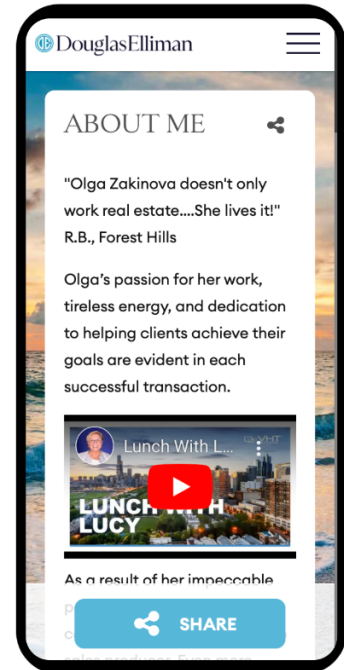 DouglasElliman
ABOUT ME
"Olga Zakinova doesn't only
work real estate....She lives it!"
R.B., Forest Hills
Olga's passion for her work,
tireless energy, and dedication
to helping clients achieve their
goals are evident in each
successful transaction.
Lunch With L...
LUNCH WITH
LUCY
As a result of her impeccable
SHARE